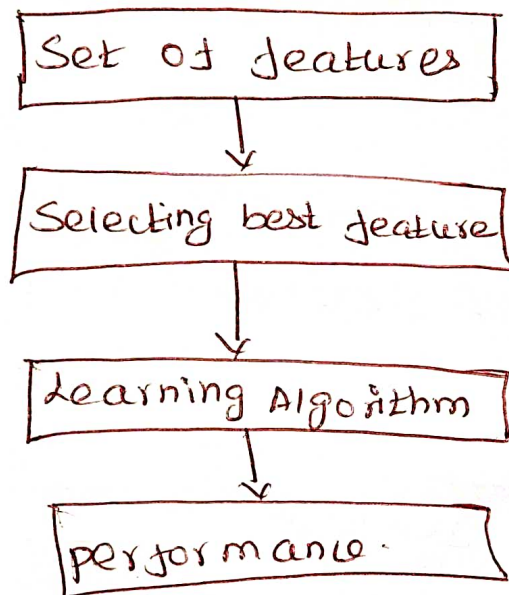 Set of features
Selecting best feature
Learning Algorithm
performance.